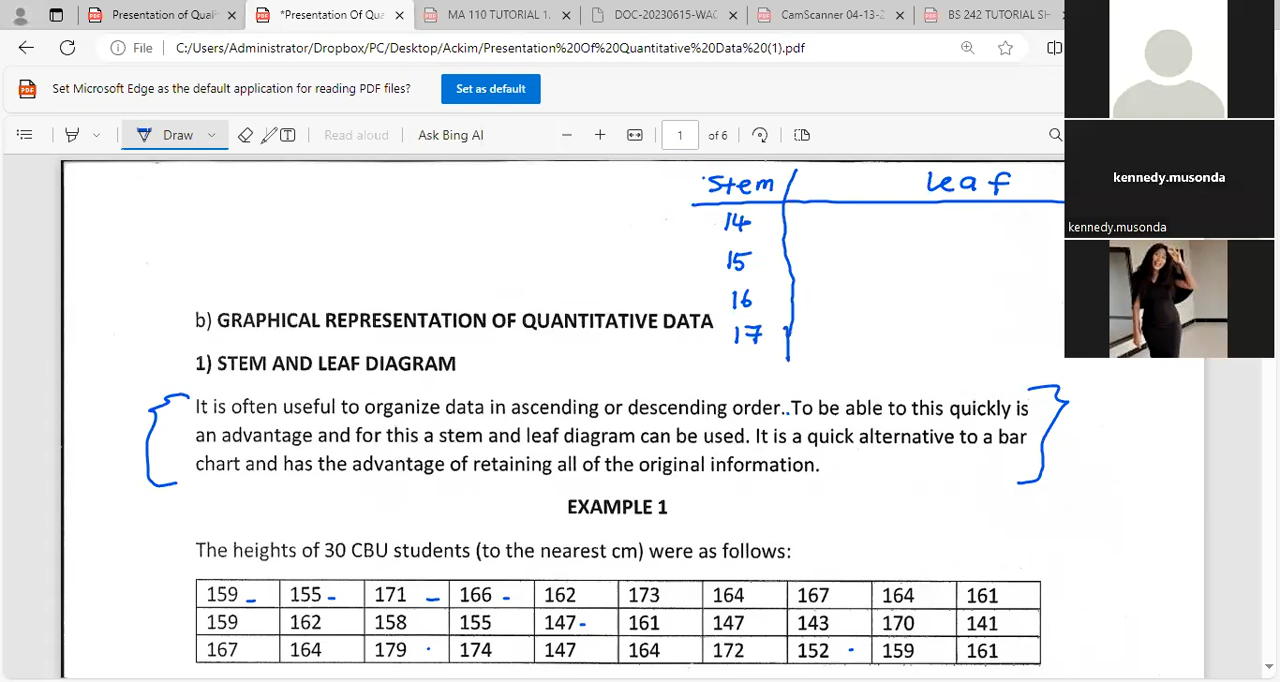 Presentation of Qual
*Presentation Of Qua
MA 110 TUTORIAL 1.
DOC-20230615-WAG
CamScanner 04-13-2
BS 242 TUTORIAL SH
File C:/Users/Administrator/Dropbox/PC/Desktop/Ackim/Presentation%20Of%20Quantitative%20Data%20(1).pdf
Set Microsoft Edge as the default application for reading PDF files? Set as default
Draw Read aloud Ask Bing AI 1 of 6
kennedy.musonda
kennedy.musonda
Stem leaf
14
15
16
17
b) GRAPHICAL REPRESENTATION OF QUANTITATIVE DATA
1) STEM AND LEAF DIAGRAM
It is often useful to organize data in ascending or descending order..To be able to this quickly is
an advantage and for this a stem and leaf diagram can be used. It is a quick alternative to a bar
chart and has the advantage of retaining all of the original information.
EXAMPLE 1
The heights of 30 CBU students (to the nearest cm) were as follows:
159 155 171 166 162 173 164 167 164 161
159 162 158 155 147 161 147 143 170 141
167 164 179 174 147 164 172 152 159 161